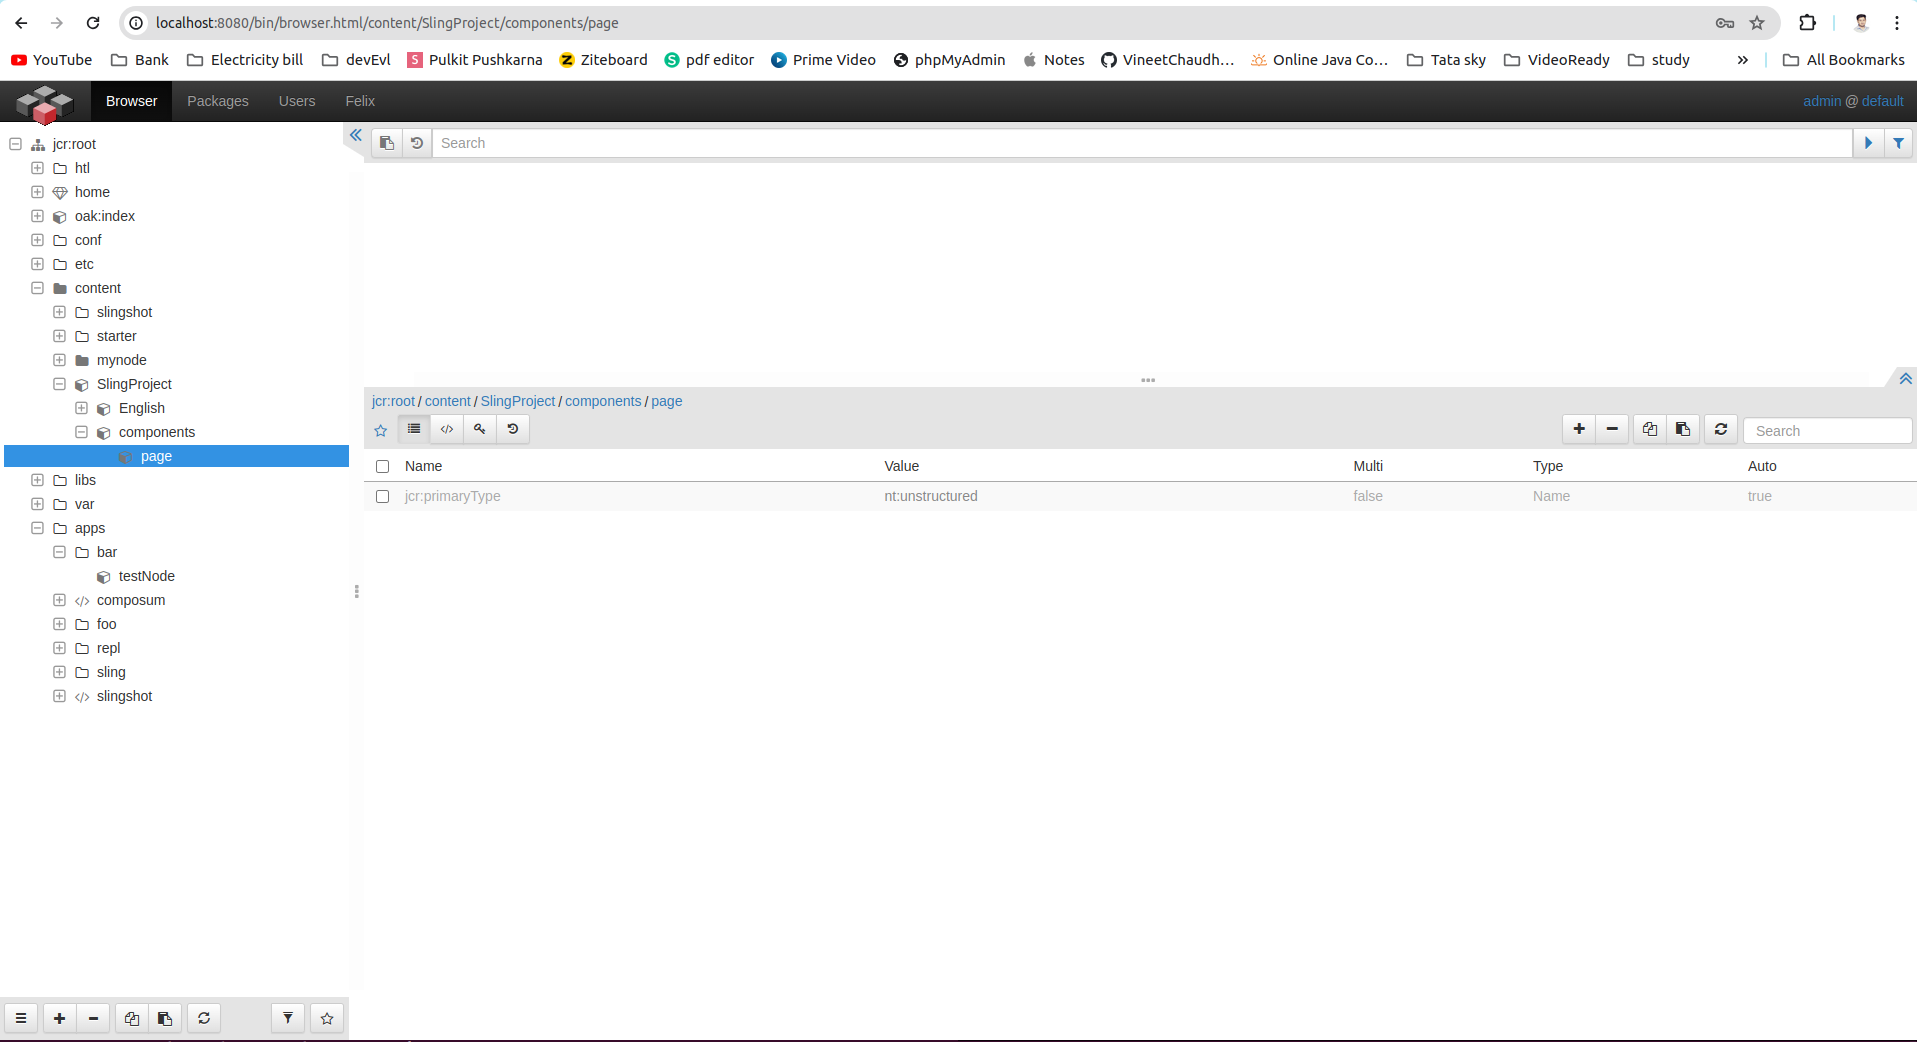 localhost:8080/bin/browser.html/content/SlingProject/components/page
YouTube Bank Electricity bill devEvl Pulkit Pushkarna Ziteboard pdf editor Prime Video phpMyAdmin Notes VineetChaudh... Online Java Co... Tata sky VideoReady study » All Bookmarks
Browser Packages Users Felix admin @ default
jcr:root
htl
home
oak:index
conf
etc
content
slingshot
starter
mynode
SlingProject
English
components
page
libs
var
apps
bar
testNode
composum
foo
repl
sling
slingshot
Search
jcr:root / content / SlingProject / components / page
Search
Name Value Multi Type Auto
jcr:primaryType nt:unstructured false Name true